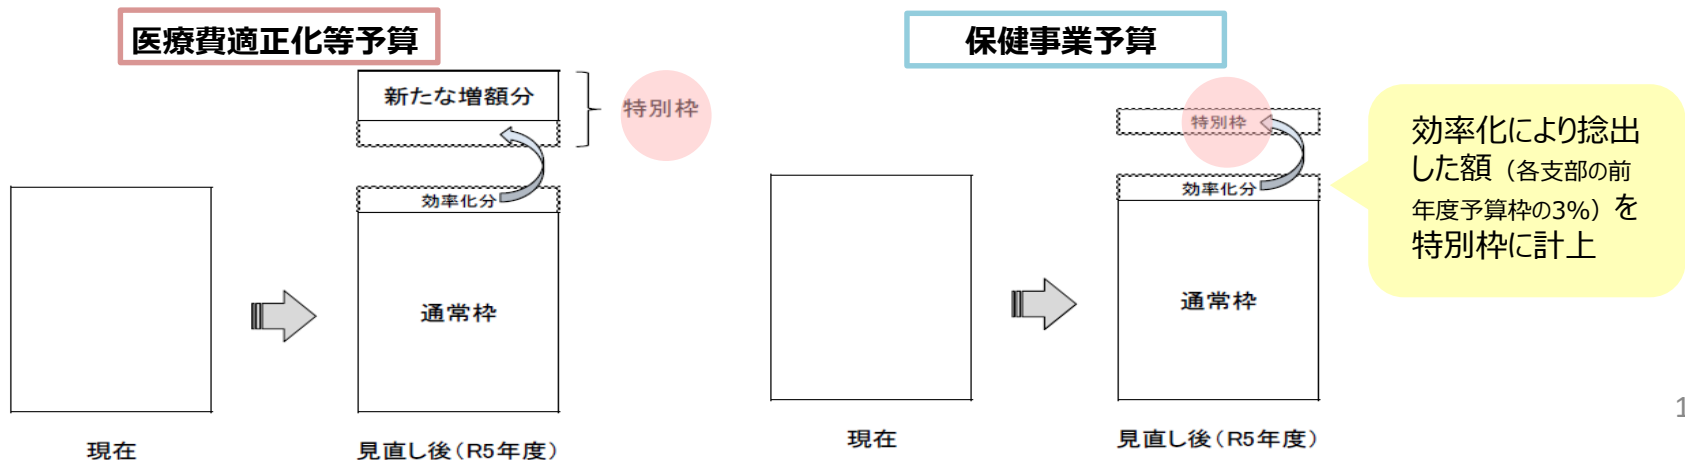 医療費適正化等予算
新たな増額分
特別枠
効率化分
通常枠
現在
見直し後(R5年度)
保健事業予算
特別枠
効率化分
通常枠
現在
見直し後(R5年度)
効率化により捻出
した額（各支部の前
年度予算枠の3%）を
特別枠に計上
1